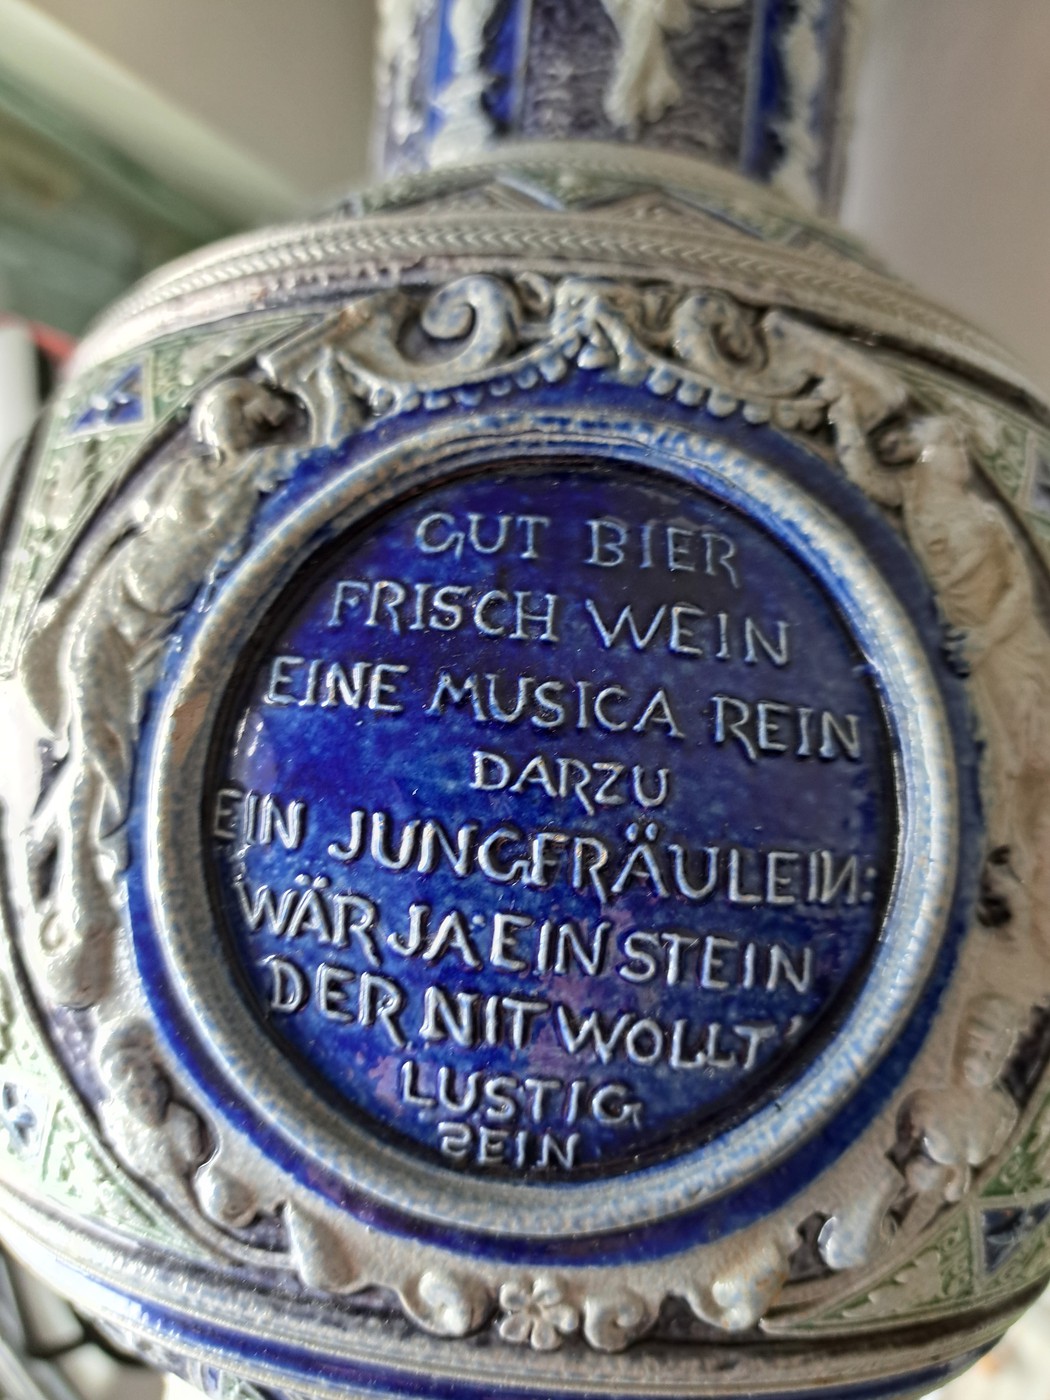 GUT BIER
FRISCH WEIN
EINE MUSICA REIN
DARZU
EIN JUNGFRÄULEIN:
WÄR JA EIN STEIN
DER NIT WOLLT'
LUSTIG
SEIN